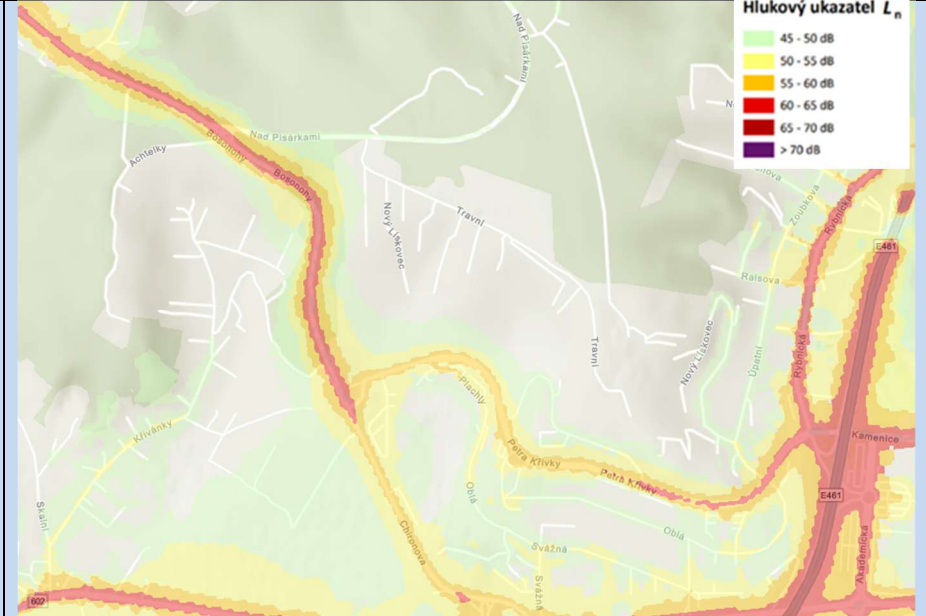 Hlukový ukazatel Ln
45 - 50 dB
50 - 55 dB
55 - 60 dB
60 - 65 dB
65 - 70 dB
> 70 dB
Nad Pisárkami
Nad Pisárkami
Bosonohy
Achtelky
Bosonohy
Nový Lískovec
Travní
Zoubkova
Rybnická
E461
Raisova
Nový Lískovec
Úpatní
Rybnická
Travní
Plachty
Křivánky
Kamenice
Petra Křivky
Petra Křivky
Oblá
E461
Skalní
Chironova
Oblá
Svážná
Svážná
Akademická
602